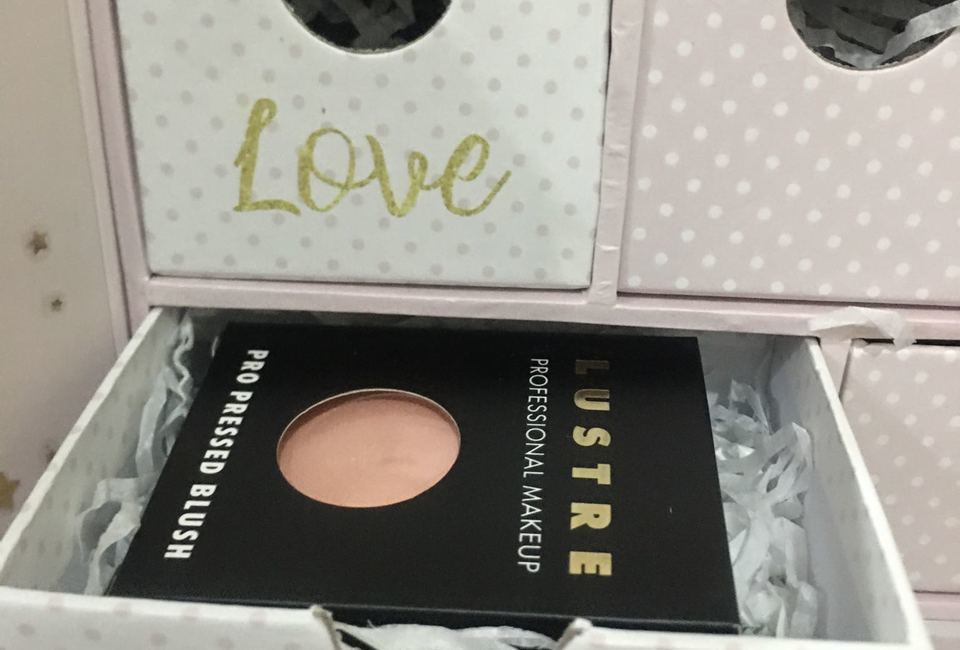 Love
LUSTRE
PROFESSIONAL MAKEUP
PRO PRESSED BLUSH